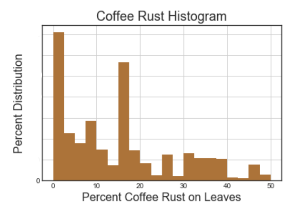 Coffee Rust Histogram
Percent Distribution
0
0 10 20 30 40 50
Percent Coffee Rust on Leaves